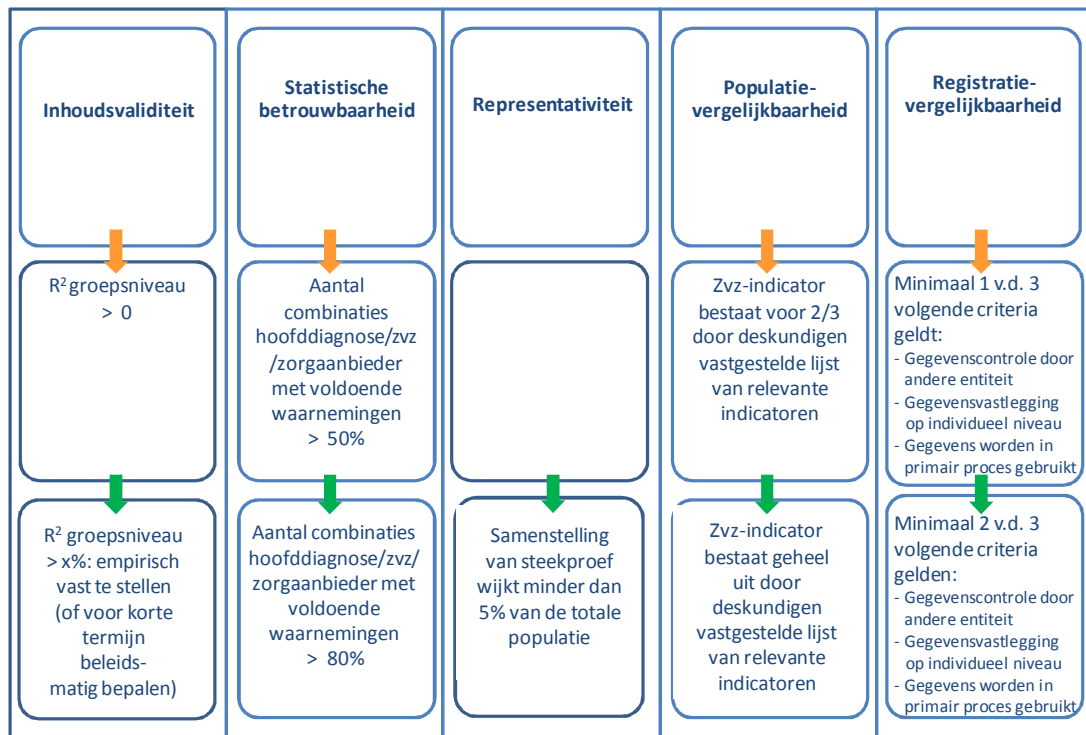 Inhoudsvaliditeit
Statistische
betrouwbaarheid
Representativiteit
Populatie-
vergelijkbaarheid
Registratie-
vergelijkbaarheid
R² groepsniveau
> 0
Aantal
combinaties
hoofddiagnose/zvz
/zorgaanbieder
met voldoende
waarnemingen
> 50%
Zvz-indicator
bestaat voor 2/3
door deskundigen
vastgestelde lijst
van relevante
indicatoren
Minimaal 1 v.d. 3
volgende criteria
geldt:
- Gegevenscontrole door
andere entiteit
- Gegevensvastlegging
op individueel niveau
- Gegevens worden in
primair proces gebruikt
R² groepsniveau
> x%: empirisch
vast te stellen
(of voor korte
termijn
beleids-
matig bepalen)
Aantal combinaties
hoofddiagnose/zvz/
zorgaanbieder met
voldoende
waarnemingen
> 80%
Samenstelling
van steekproef
wijkt minder dan
5% van de totale
populatie
Zvz-indicator
bestaat geheel
uit door
deskundigen
vastgestelde lijst
van relevante
indicatoren
Minimaal 2 v.d. 3
volgende criteria
gelden:
- Gegevenscontrole door
andere entiteit
- Gegevensvastlegging
op individueel niveau
- Gegevens worden in
primair proces gebruikt